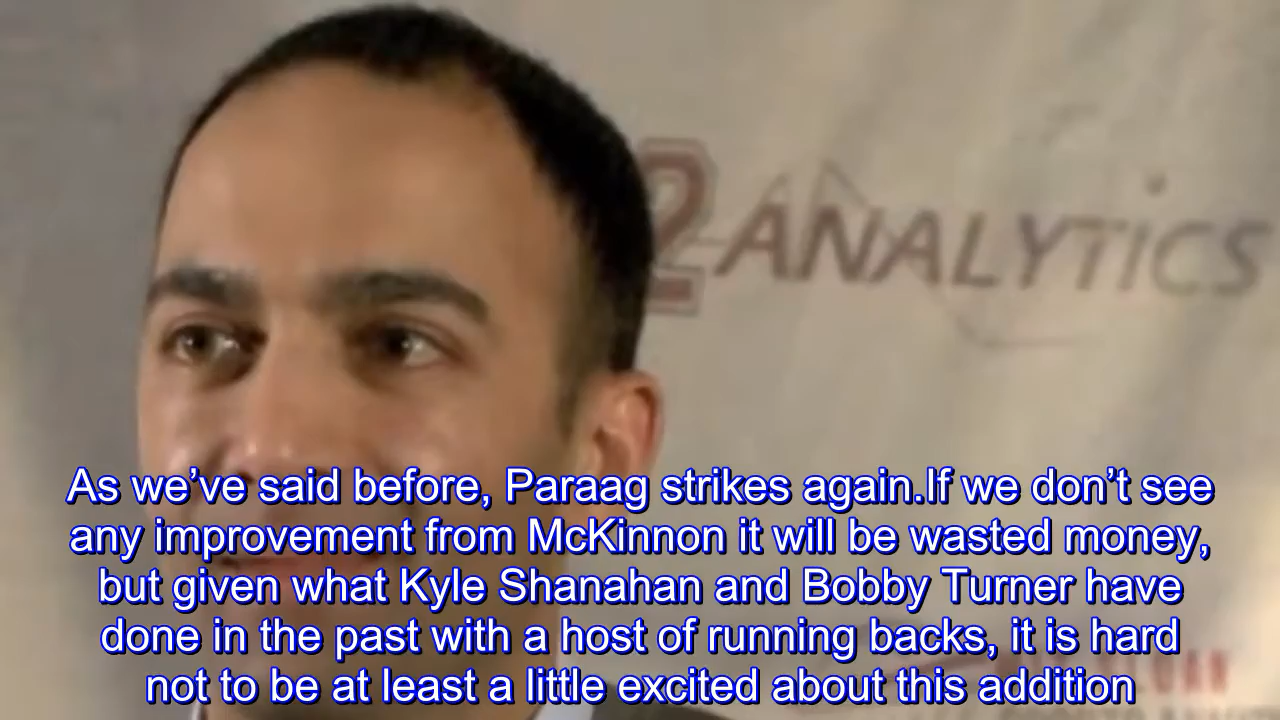 2 ANALYTICS
As we’ve said before, Paraag strikes again.If we don’t see
any improvement from McKinnon it will be wasted money,
but given what Kyle Shanahan and Bobby Turner have
done in the past with a host of running backs, it is hard
not to be at least a little excited about this addition